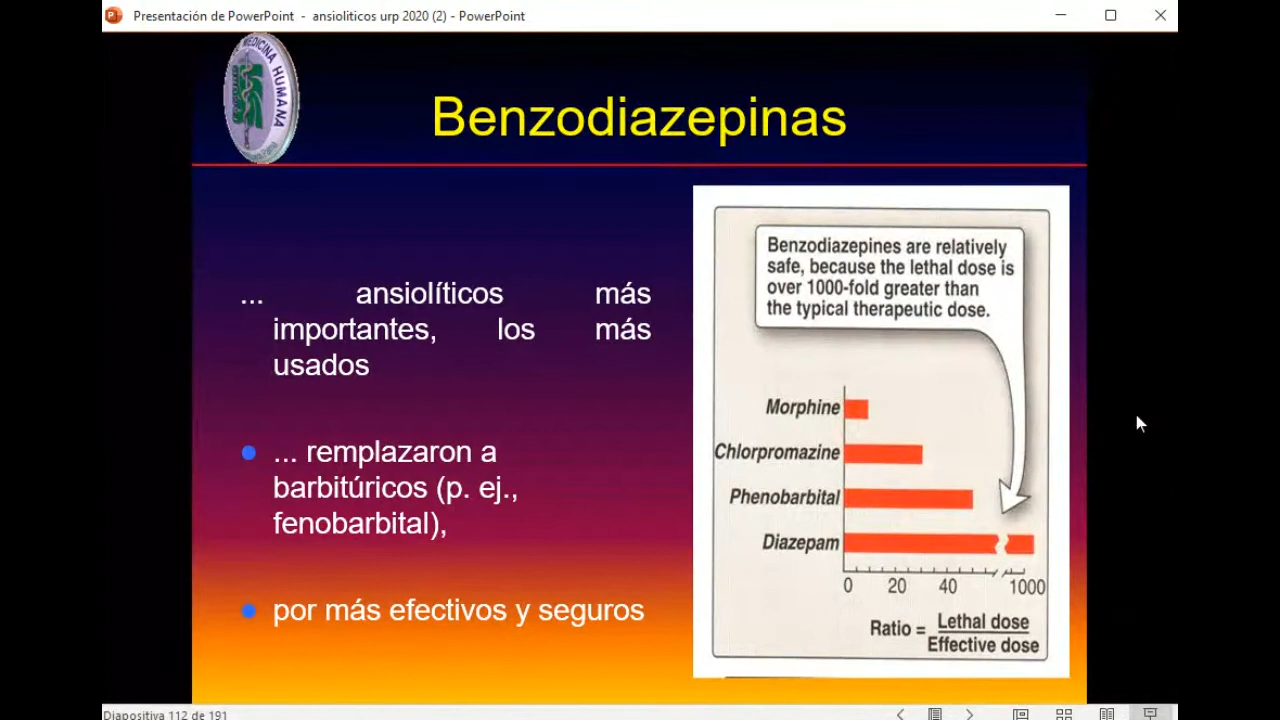 Presentación de PowerPoint - ansioliticos urp 2020 (2) - PowerPoint
MEDICINA HUMANA
Benzodiazepinas
... ansiolíticos más
importantes, los más
usados
... remplazaron a
barbitúricos (p. ej.,
fenobarbital),
por más efectivos y seguros
Benzodiazepines are relatively
safe, because the lethal dose is
over 1000-fold greater than
the typical therapeutic dose.
Morphine
Chlorpromazine
Phenobarbital
Diazepam
0 20 40 1000
Ratio = Lethal dose
Effective dose
Diapositiva 112 de 191